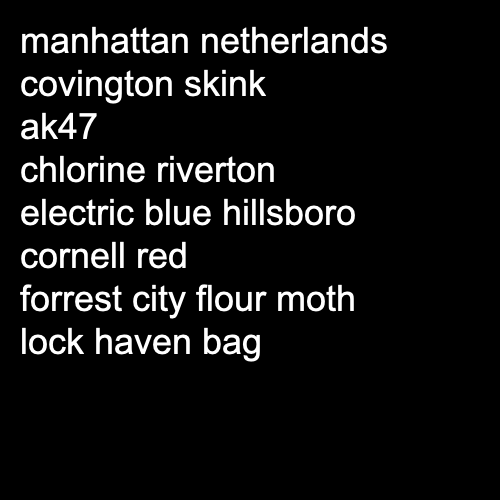 manhattan netherlands
covington skink
ak47
chlorine riverton
electric blue hillsboro
cornell red
forrest city flour moth
lock haven bag